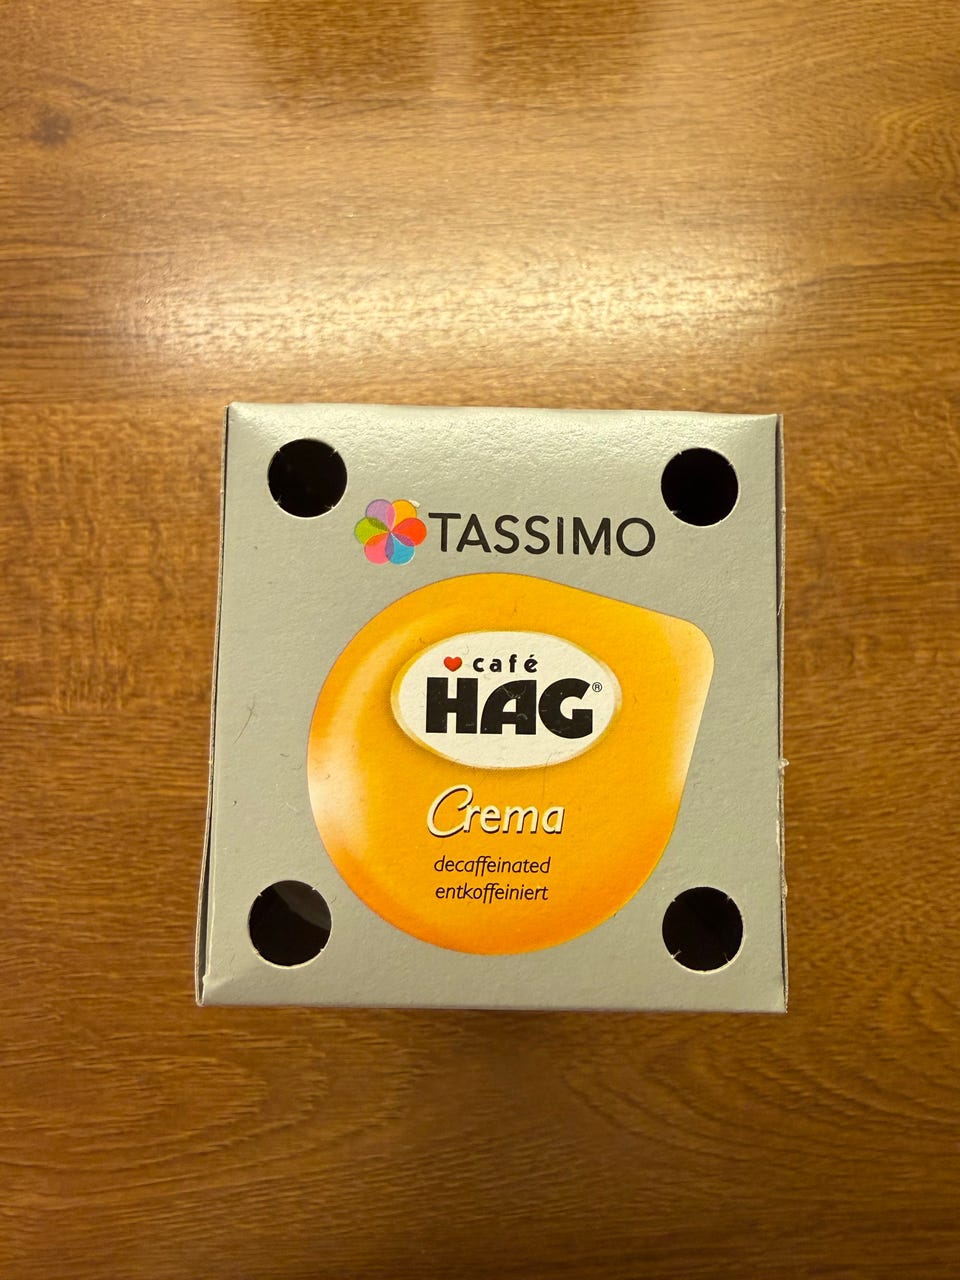 TASSIMO
café
HAG®
Crema
decaffeinated
entkoffeiniert